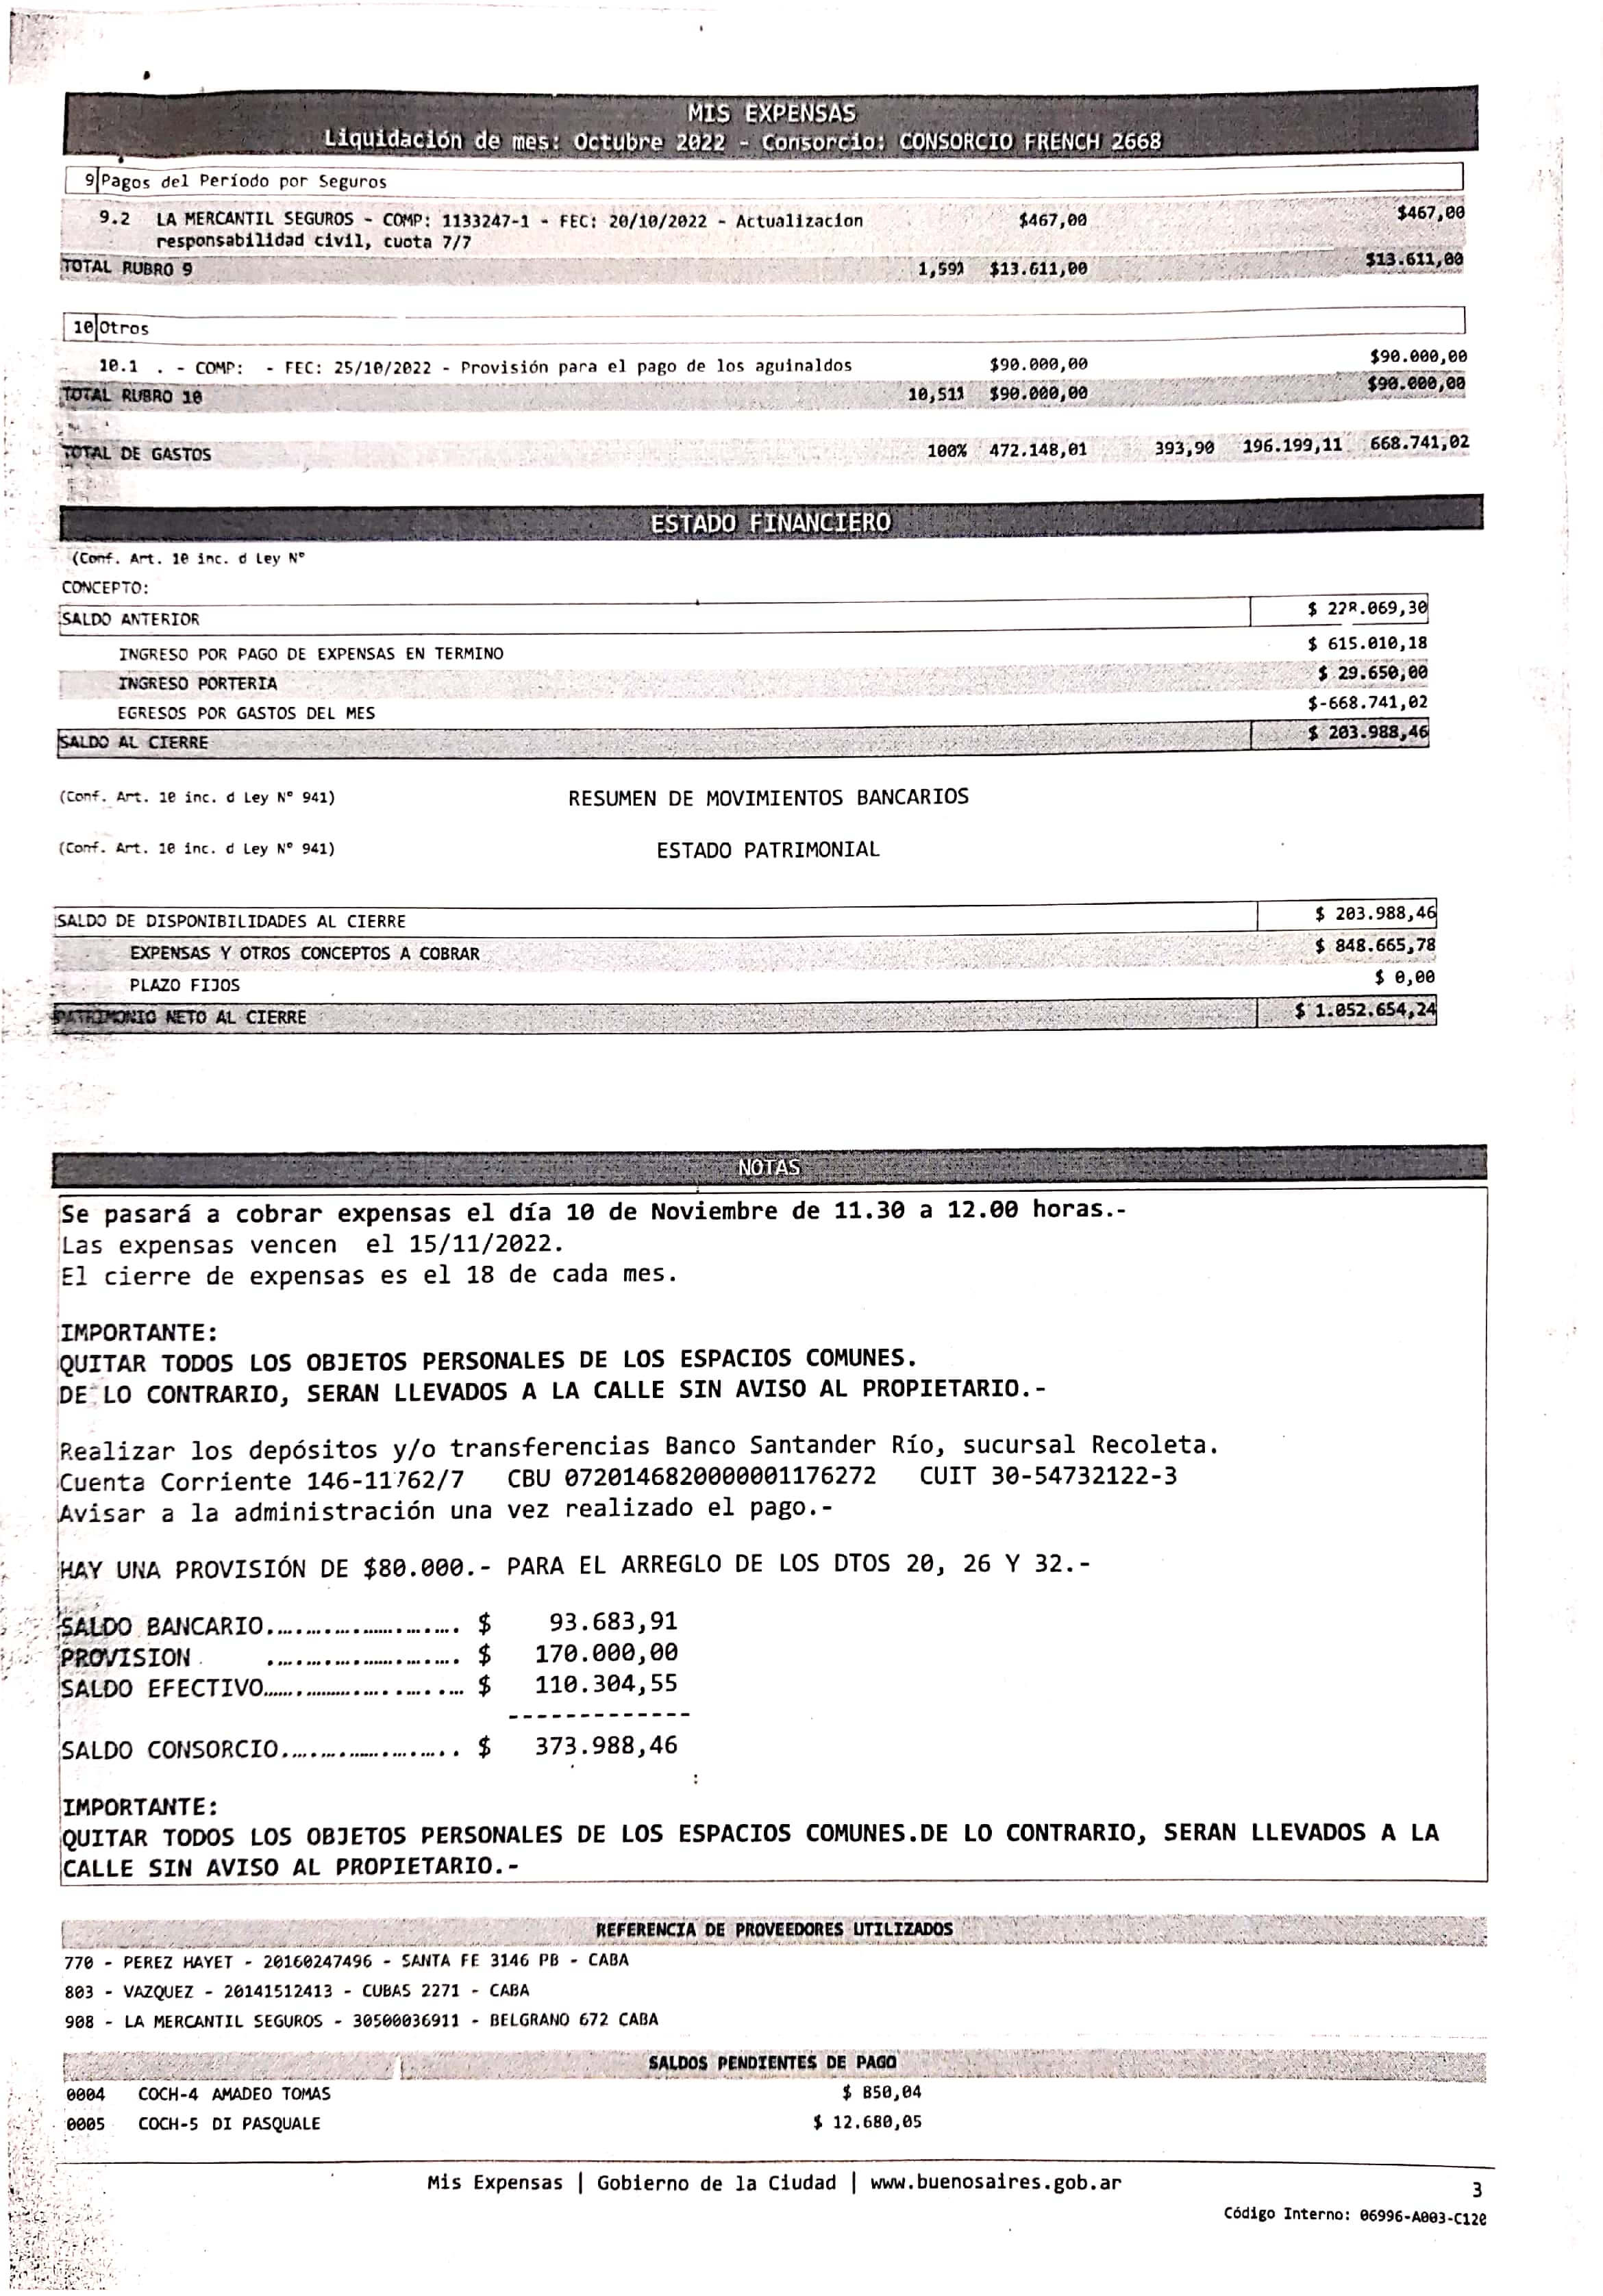 MIS EXPENSAS
Liquidación de mes: Octubre 2022 - Consorcio: CONSORCIO FRENCH 2668
9 Pagos del Período por Seguros
9.2 LA MERCANTIL SEGUROS - COMP: 1133247-1 - FEC: 20/10/2022 - Actualizacion $467,00 $467,00
responsabilidad civil, cuota 7/7
TOTAL RUBRO 9 1,59% $13.611,00 $13.611,00
10 Otros
10.1 . - COMP: - FEC: 25/10/2022 - Provisión para el pago de los aguinaldos $90.000,00 $90.000,00
TOTAL RUBRO 10 10,51% $90.000,00 $90.000,00
TOTAL DE GASTOS 100% 472.148,01 393,90 196.199,11 668.741,02
ESTADO FINANCIERO
(Conf. Art. 10 inc. d Ley N°
CONCEPTO:
SALDO ANTERIOR $ 228.069,30
INGRESO POR PAGO DE EXPENSAS EN TERMINO $ 615.010,18
INGRESO PORTERIA $ 29.650,00
EGRESOS POR GASTOS DEL MES $-668.741,02
SALDO AL CIERRE $ 203.988,46
(Conf. Art. 10 inc. d Ley N° 941) RESUMEN DE MOVIMIENTOS BANCARIOS
(Conf. Art. 10 inc. d Ley N° 941) ESTADO PATRIMONIAL
SALDO DE DISPONIBILIDADES AL CIERRE $ 203.988,46
EXPENSAS Y OTROS CONCEPTOS A COBRAR $ 848.665,78
PLAZO FIJOS $ 0,00
PATRIMONIO NETO AL CIERRE $ 1.052.654,24
NOTAS
Se pasará a cobrar expensas el día 10 de Noviembre de 11.30 a 12.00 horas.-
Las expensas vencen el 15/11/2022.
El cierre de expensas es el 18 de cada mes.
IMPORTANTE:
QUITAR TODOS LOS OBJETOS PERSONALES DE LOS ESPACIOS COMUNES.
DE LO CONTRARIO, SERAN LLEVADOS A LA CALLE SIN AVISO AL PROPIETARIO.-
Realizar los depósitos y/o transferencias Banco Santander Río, sucursal Recoleta.
Cuenta Corriente 146-11762/7 CBU 0720146820000001176272 CUIT 30-54732122-3
Avisar a la administración una vez realizado el pago.-
HAY UNA PROVISIÓN DE $80.000.- PARA EL ARREGLO DE LOS DTOS 20, 26 Y 32.-
SALDO BANCARIO........................ $ 93.683,91
PROVISION ........................ $ 170.000,00
SALDO EFECTIVO........................ $ 110.304,55
-------------
SALDO CONSORCIO...................... $ 373.988,46
IMPORTANTE:
QUITAR TODOS LOS OBJETOS PERSONALES DE LOS ESPACIOS COMUNES.DE LO CONTRARIO, SERAN LLEVADOS A LA
CALLE SIN AVISO AL PROPIETARIO.-
REFERENCIA DE PROVEEDORES UTILIZADOS
770 - PEREZ HAYET - 20160247496 - SANTA FE 3146 PB - CABA
803 - VAZQUEZ - 20141512413 - CUBAS 2271 - CABA
908 - LA MERCANTIL SEGUROS - 30500036911 - BELGRANO 672 CABA
SALDOS PENDIENTES DE PAGO
0004 COCH-4 AMADEO TOMAS $ 850,04
0005 COCH-5 DI PASQUALE $ 12.680,05
Mis Expensas | Gobierno de la Ciudad | www.buenosaires.gob.ar
3
Código Interno: 06996-A003-C120